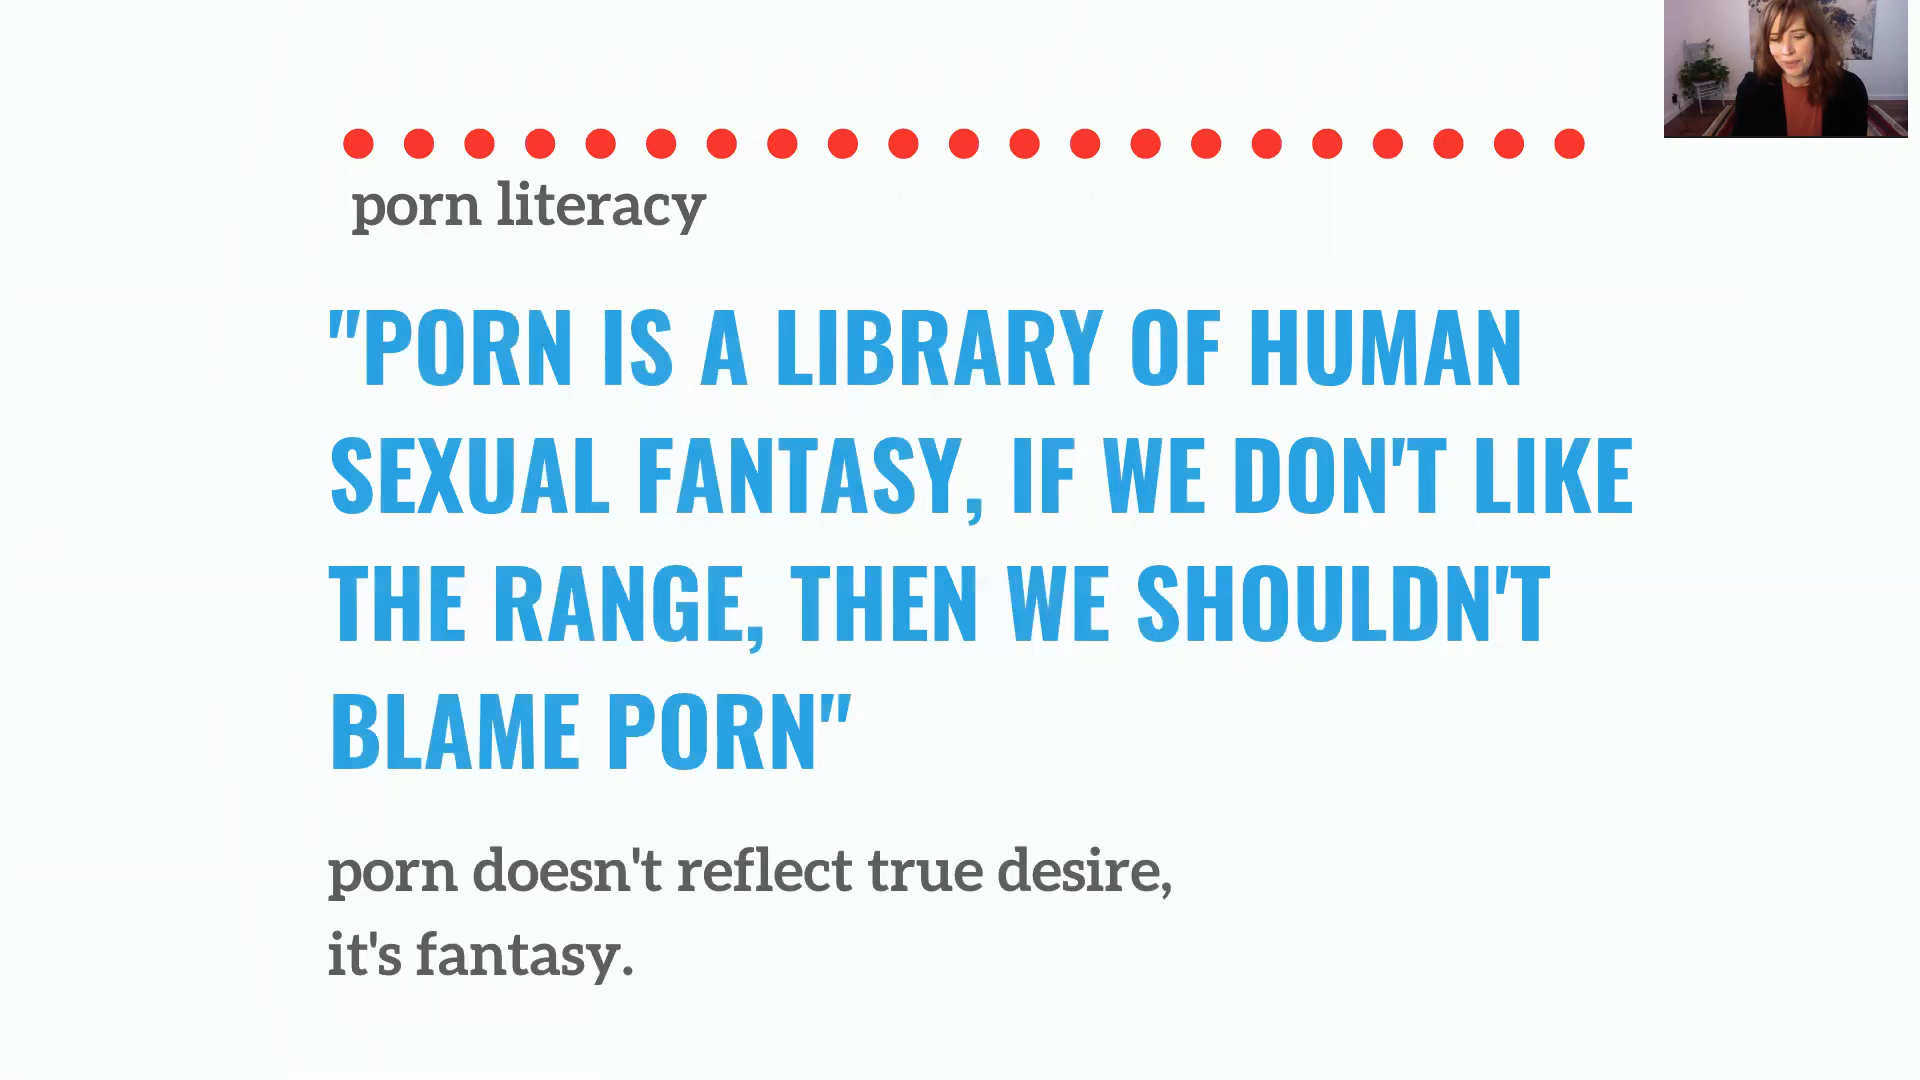 porn literacy
"PORN IS A LIBRARY OF HUMAN
SEXUAL FANTASY, IF WE DON'T LIKE
THE RANGE, THEN WE SHOULDN'T
BLAME PORN"
porn doesn't reflect true desire,
it's fantasy.